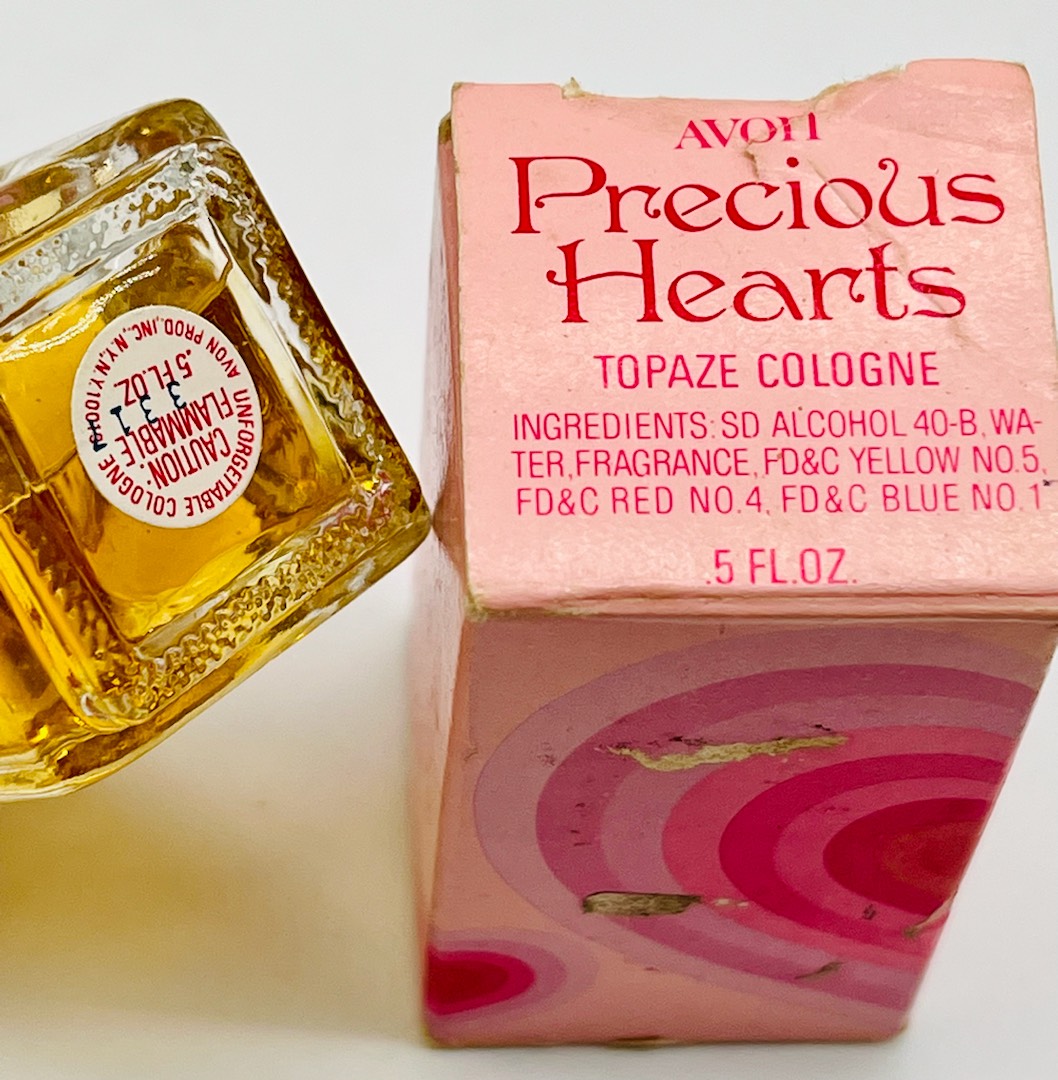 AVON
Precious
Hearts
TOPAZE COLOGNE
INGREDIENTS: SD ALCOHOL 40-B, WA-
TER, FRAGRANCE, FD&C YELLOW NO.5,
FD&C RED NO.4, FD&C BLUE NO.1
.5 FL.OZ.
UNFORGETTABLE COLOGNE
AVON PROD., INC., N.Y., N.Y.
CAUTION:
FLAMMABLE
.5 FL.OZ